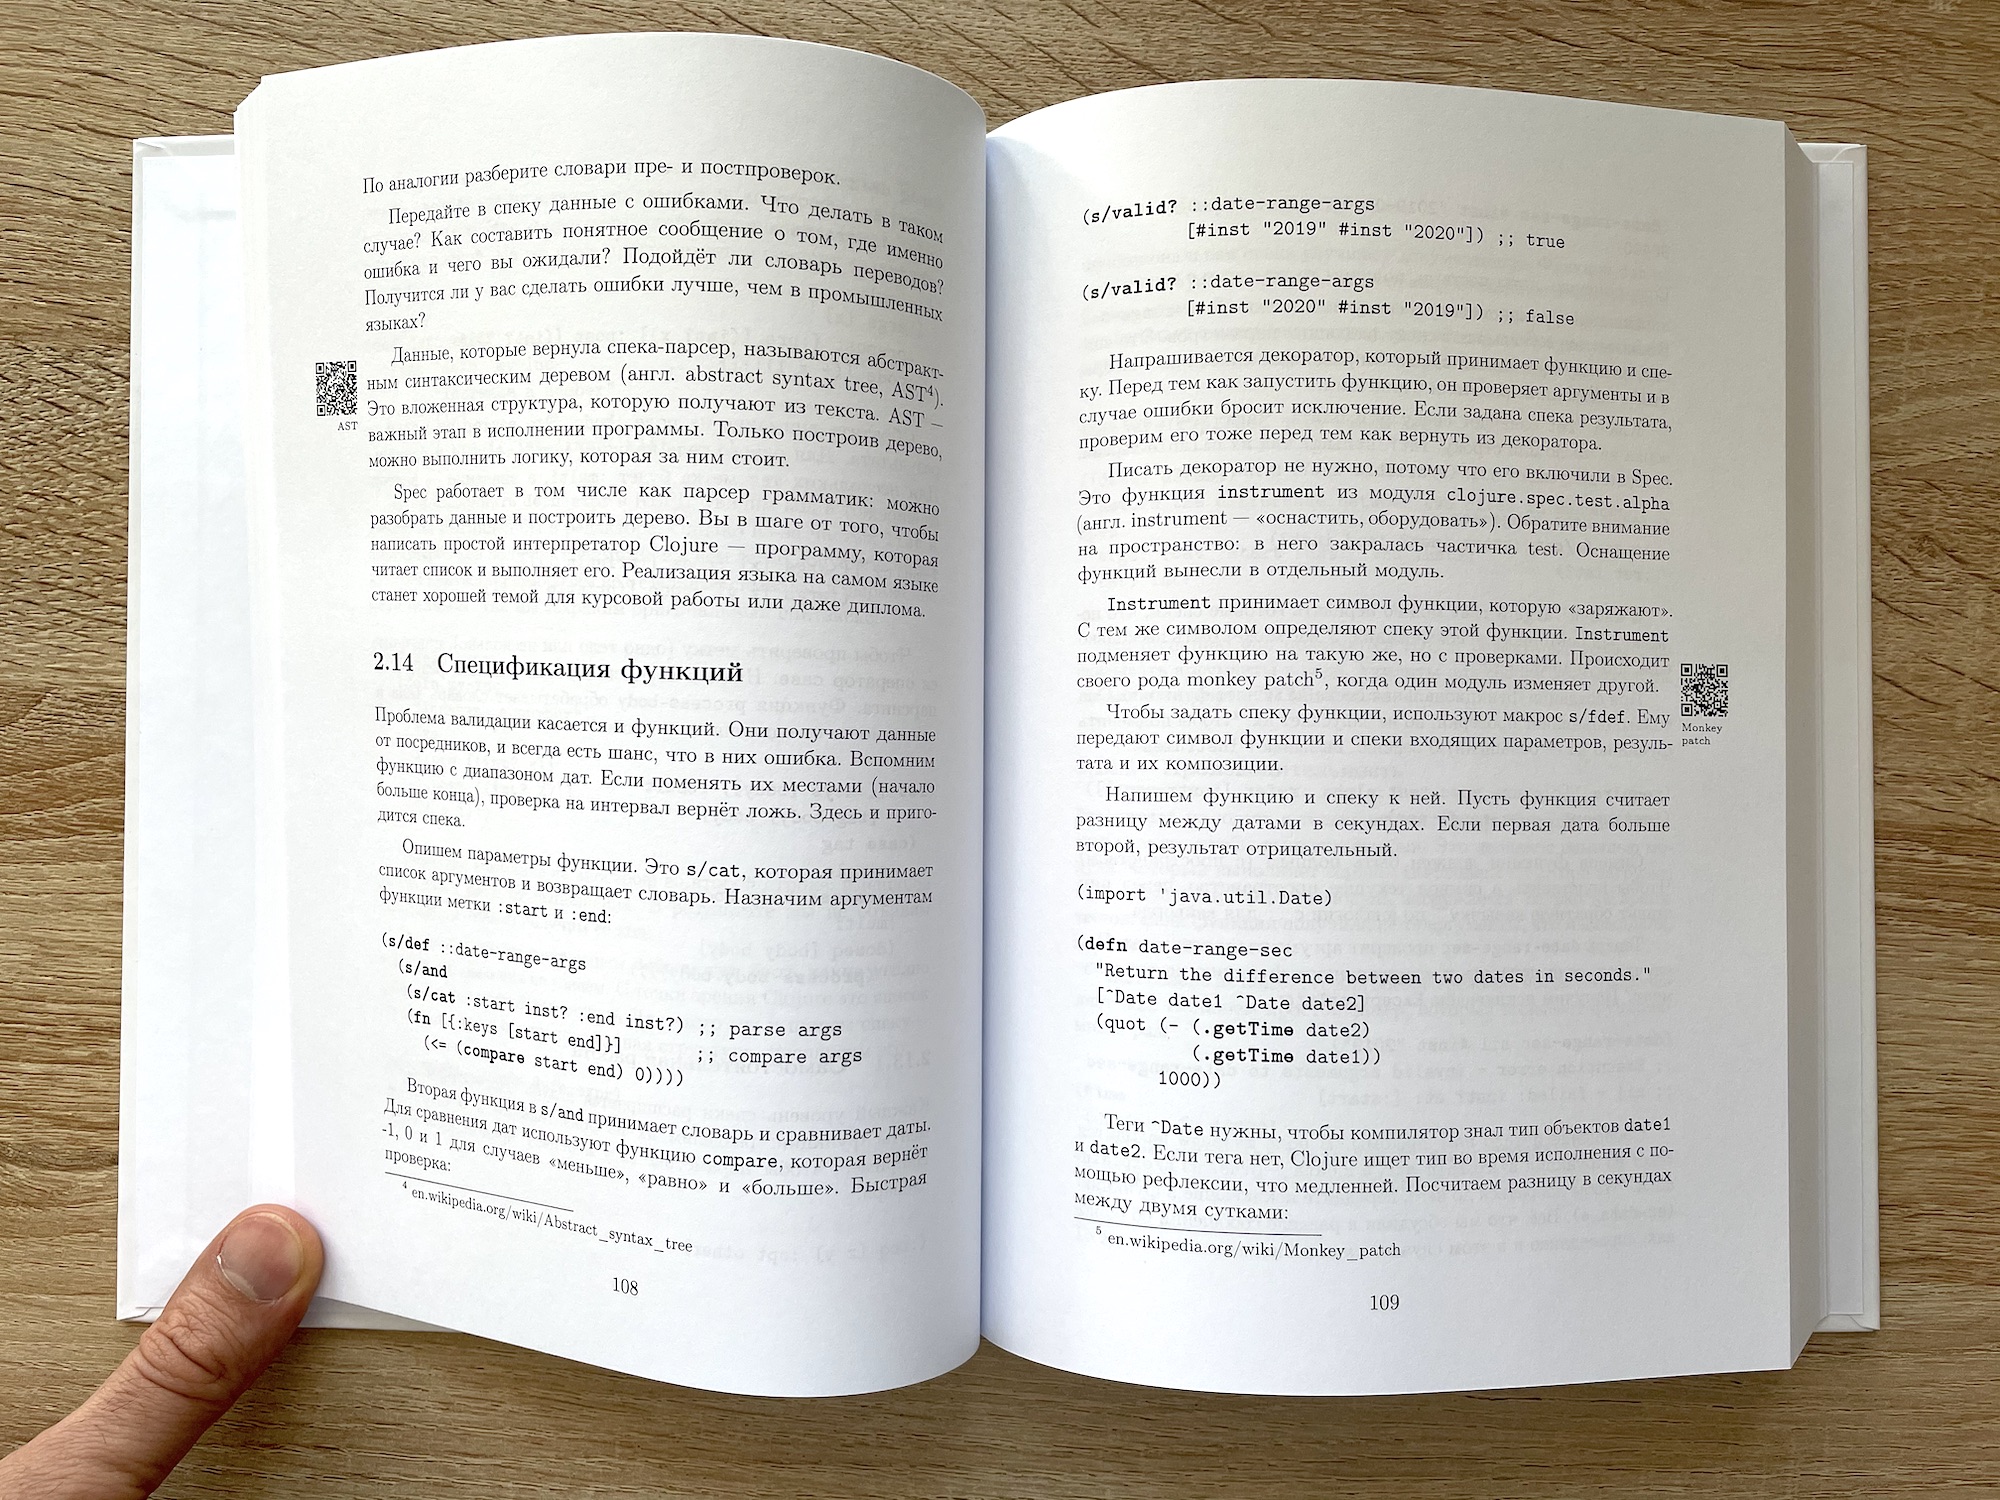 По аналогии разберите словари пре- и постпроверок.
Передайте в спеку данные с ошибками. Что делать в таком
случае? Как составить понятное сообщение о том, где именно
ошибка и чего вы ожидали? Подойдёт ли словарь переводов?
Получится ли у вас сделать ошибки лучше, чем в промышленных
языках?
Данные, которые вернула спека-парсер, называются абстракт-
ным синтаксическим деревом (англ. abstract syntax tree, AST⁴).
Это вложенная структура, которую получают из текста. AST —
важный этап в исполнении программы. Только построив дерево,
можно выполнить логику, которая за ним стоит.
AST
Spec работает в том числе как парсер грамматик: можно
разобрать данные и построить дерево. Вы в шаге от того, чтобы
написать простой интерпретатор Clojure — программу, которая
читает список и выполняет его. Реализация языка на самом языке
станет хорошей темой для курсовой работы или даже диплома.
2.14 Спецификация функций
Проблема валидации касается и функций. Они получают данные
от посредников, и всегда есть шанс, что в них ошибка. Вспомним
функцию с диапазоном дат. Если поменять их местами (начало
больше конца), проверка на интервал вернёт ложь. Здесь и приго-
дится спека.
Опишем параметры функции. Это s/cat, которая принимает
список аргументов и возвращает словарь. Назначим аргументам
функции метки :start и :end:
(s/def ::date-range-args
(s/and
(s/cat :start inst? :end inst?) ;; parse args
(fn [{:keys [start end]}] ;; compare args
(<= (compare start end) 0))))
Вторая функция в s/and принимает словарь и сравнивает даты.
Для сравнения дат используют функцию compare, которая вернёт
-1, 0 и 1 для случаев «меньше», «равно» и «больше». Быстрая
проверка:
⁴ en.wikipedia.org/wiki/Abstract_syntax_tree
108
(s/valid? ::date-range-args
[#inst "2019" #inst "2020"]) ;; true
(s/valid? ::date-range-args
[#inst "2020" #inst "2019"]) ;; false
Напрашивается декоратор, который принимает функцию и спе-
ку. Перед тем как запустить функцию, он проверяет аргументы и в
случае ошибки бросит исключение. Если задана спека результата,
проверим его тоже перед тем как вернуть из декоратора.
Писать декоратор не нужно, потому что его включили в Spec.
Это функция instrument из модуля clojure.spec.test.alpha
(англ. instrument — «оснастить, оборудовать»). Обратите внимание
на пространство: в него закралась частичка test. Оснащение
функций вынесли в отдельный модуль.
Instrument принимает символ функции, которую «заряжают».
С тем же символом определяют спеку этой функции. Instrument
подменяет функцию на такую же, но с проверками. Происходит
своего рода monkey patch⁵, когда один модуль изменяет другой.
Monkey
patch
Чтобы задать спеку функции, используют макрос s/fdef. Ему
передают символ функции и спеки входящих параметров, резуль-
тата и их композиции.
Напишем функцию и спеку к ней. Пусть функция считает
разницу между датами в секундах. Если первая дата больше
второй, результат отрицательный.
(import 'java.util.Date)
(defn date-range-sec
"Return the difference between two dates in seconds."
[^Date date1 ^Date date2]
(quot (- (.getTime date2)
(.getTime date1))
1000))
Теги ^Date нужны, чтобы компилятор знал тип объектов date1
и date2. Если тега нет, Clojure ищет тип во время исполнения с по-
мощью рефлексии, что медленней. Посчитаем разницу в секундах
между двумя сутками:
⁵ en.wikipedia.org/wiki/Monkey_patch
109